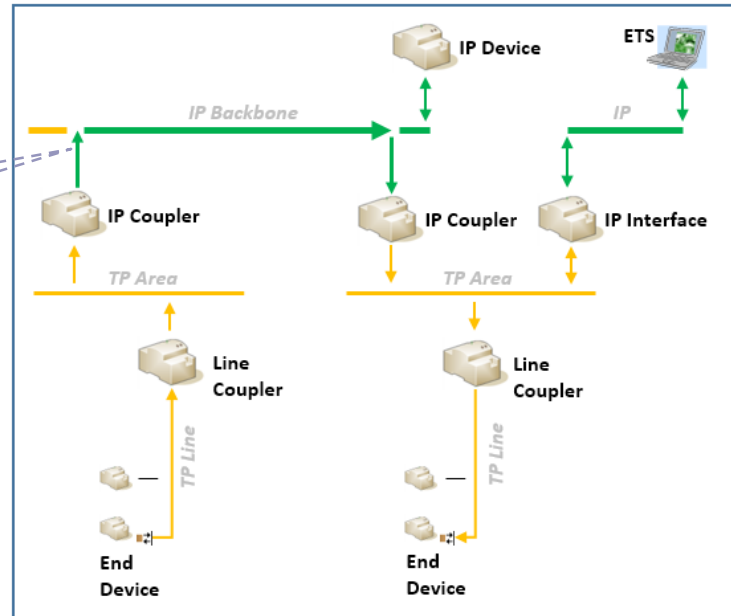 IP Device
ETS
IP Backbone
IP
IP Coupler
IP Coupler
IP Interface
TP Area
TP Area
Line
Coupler
Line
Coupler
TP Line
TP Line
End
Device
End
Device